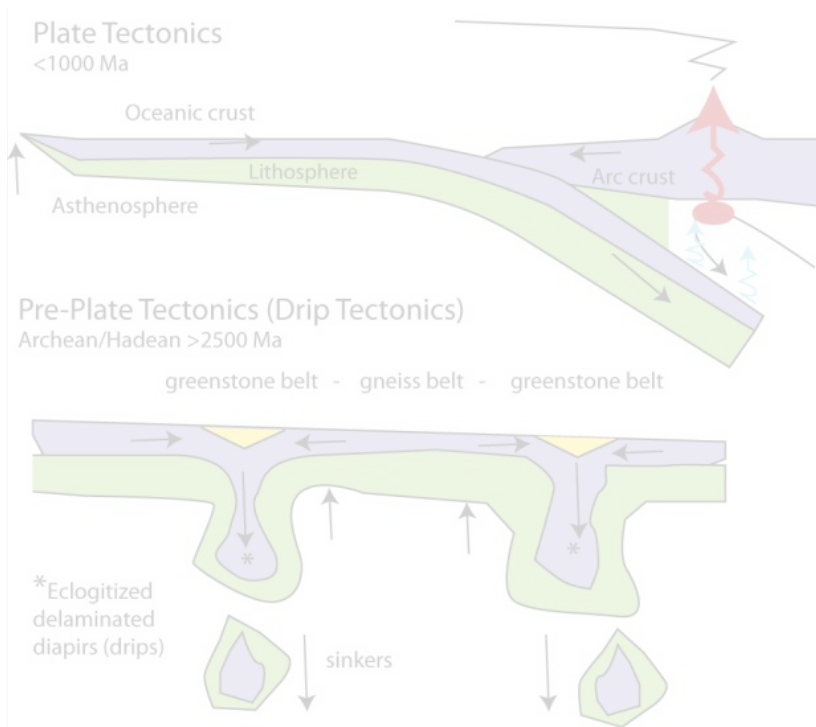 Plate Tectonics
<1000 Ma
Oceanic crust
Lithosphere
Arc crust
Asthenosphere
Pre-Plate Tectonics (Drip Tectonics)
Archean/Hadean >2500 Ma
greenstone belt - gneiss belt - greenstone belt
*
*
*Eclogitized
delaminated
diapirs (drips)
sinkers